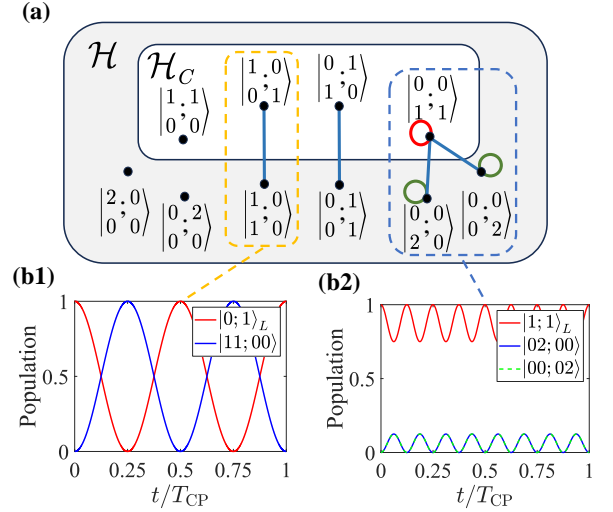 (a)
ℋ
ℋ_C
|1;1 0;0⟩
|1;0 0;1⟩
|0;1 1;0⟩
|0;0 1;1⟩
|2;0 0;0⟩
|0;2 0;0⟩
|1;0 1;0⟩
|0;1 0;1⟩
|0;0 2;0⟩
|0;0 0;2⟩
(b1)
Population
1
0.5
0
|0;1⟩_L
|11;00⟩
0 0.25 0.5 0.75 1
t/T_CP
(b2)
Population
1
0.5
0
|1;1⟩_L
|02;00⟩
|00;02⟩
0 0.25 0.5 0.75 1
t/T_CP